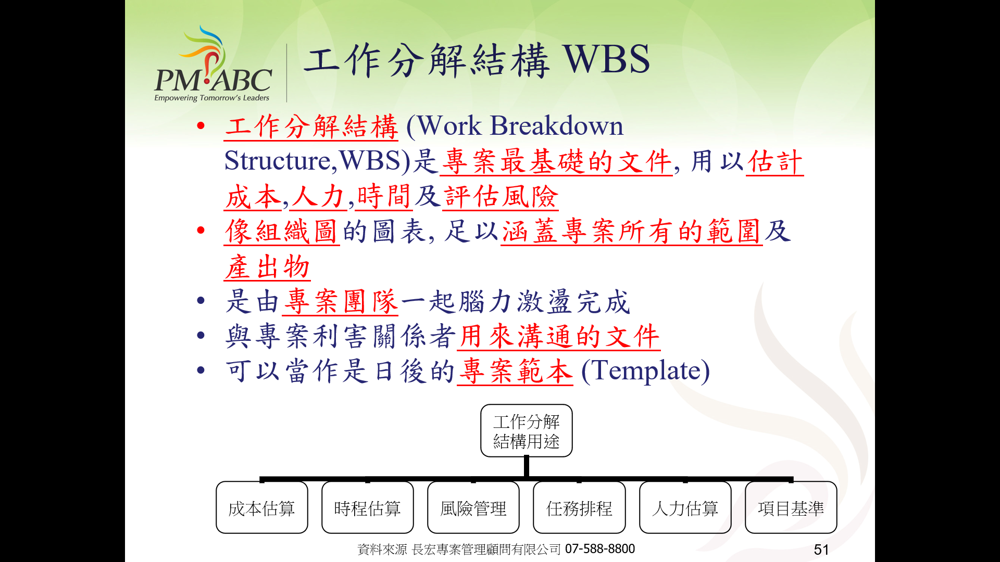 PM ABC
Empowering Tomorrow's Leaders
工作分解結構 WBS
• 工作分解結構 (Work Breakdown
Structure,WBS)是專案最基礎的文件, 用以估計
成本,人力,時間及評估風險
• 像組織圖的圖表, 足以涵蓋專案所有的範圍及
產出物
• 是由專案團隊一起腦力激盪完成
• 與專案利害關係者用來溝通的文件
• 可以當作是日後的專案範本 (Template)
工作分解
結構用途
成本估算
時程估算
風險管理
任務排程
人力估算
項目基準
資料來源 長宏專案管理顧問有限公司 07-588-8800
51